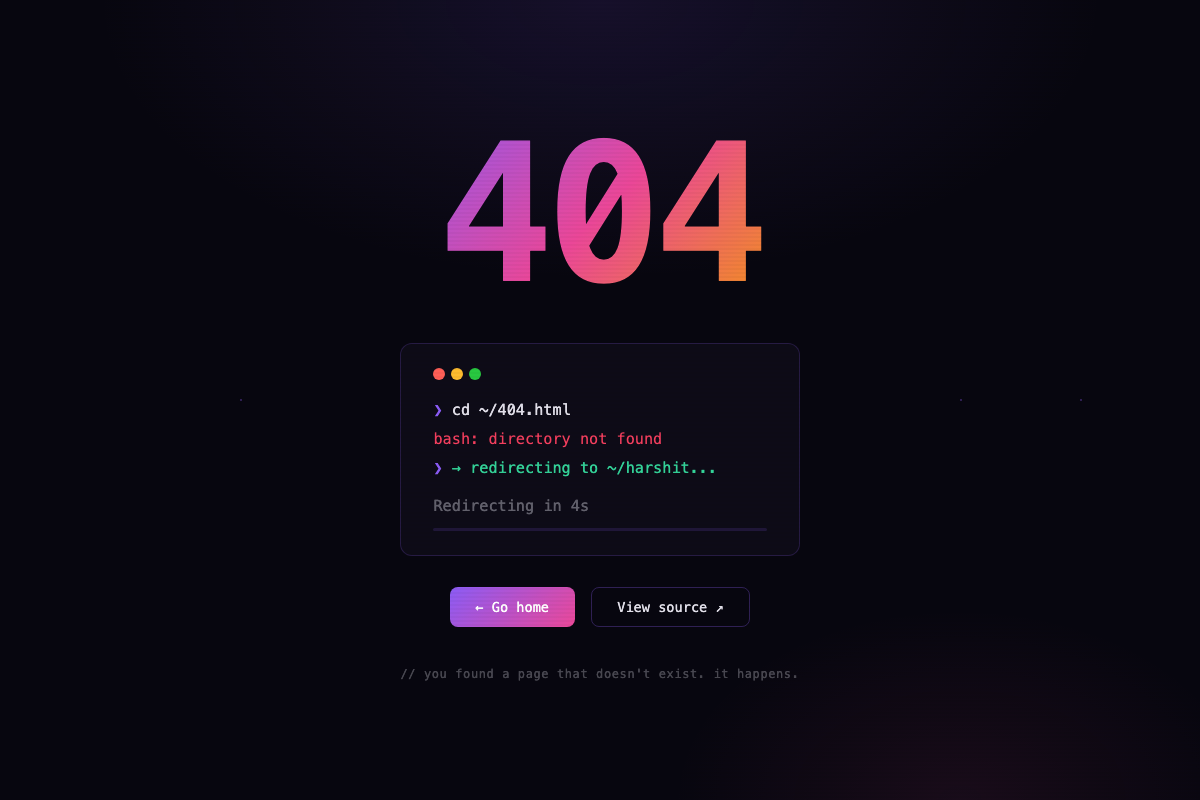 404
❯ cd ~/404.html
bash: directory not found
❯ → redirecting to ~/harshit...
Redirecting in 4s
← Go home
View source ↗
// you found a page that doesn't exist. it happens.